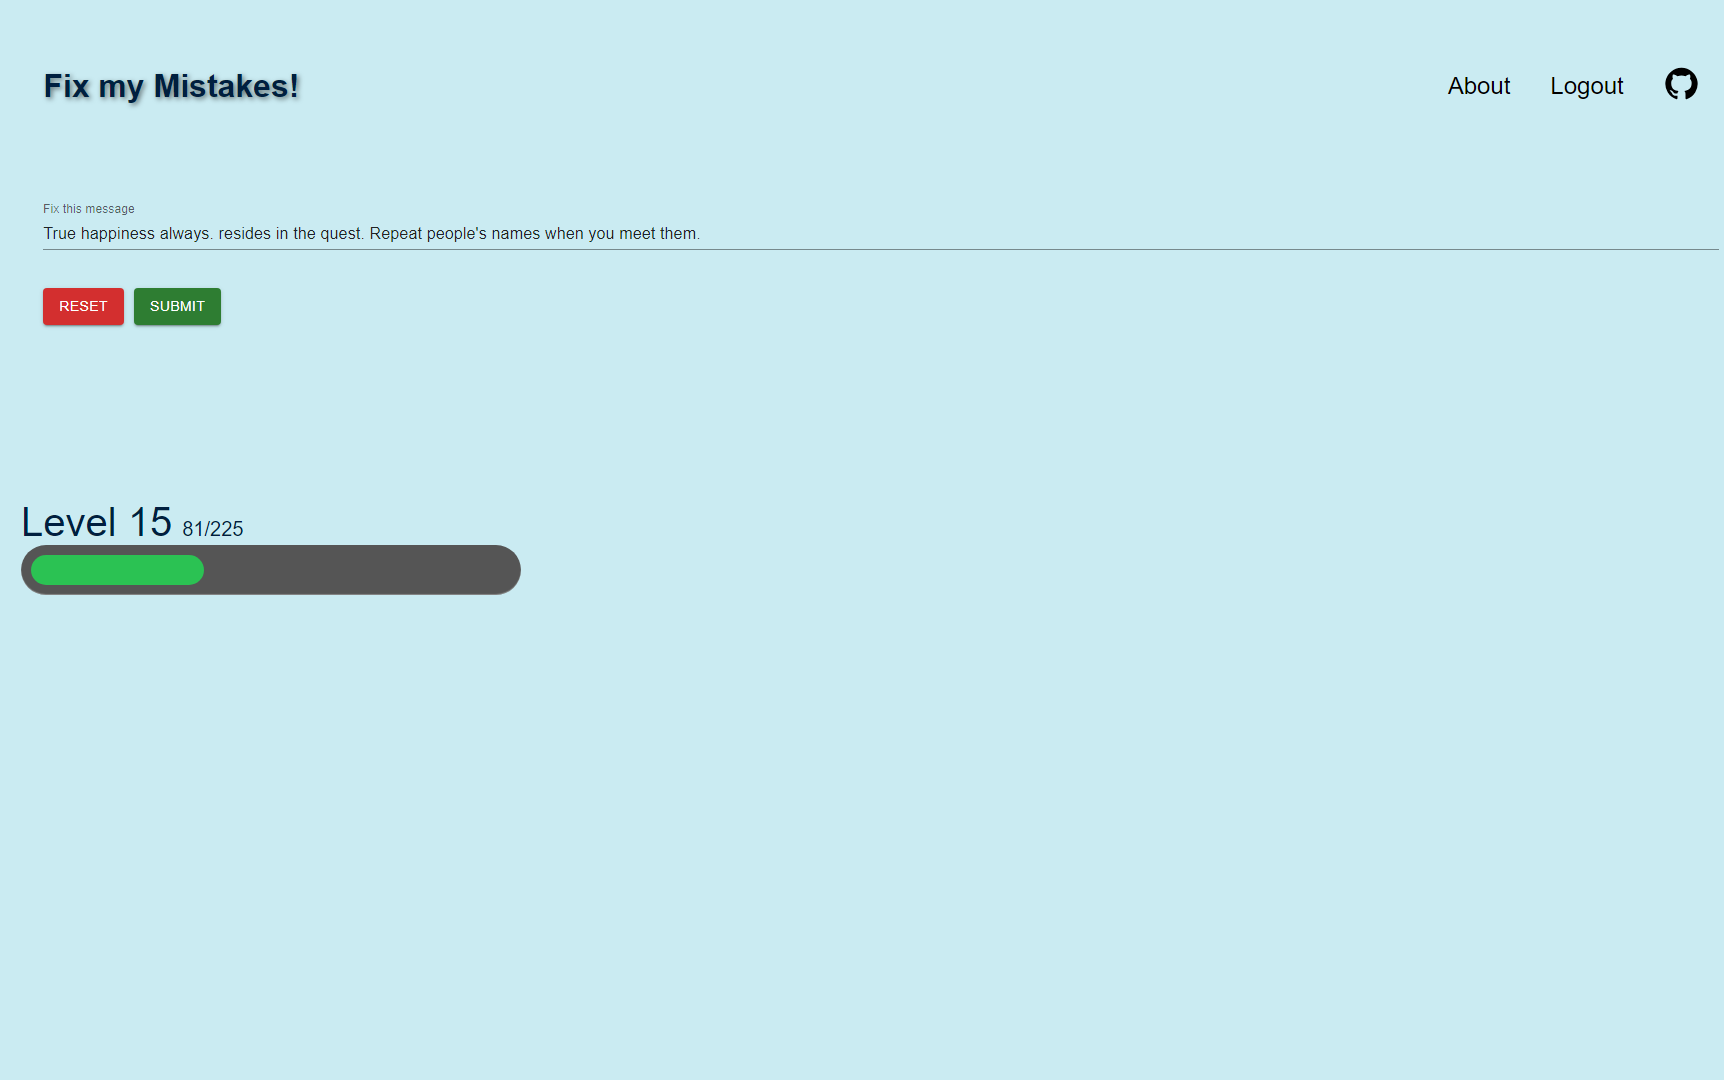 Fix my Mistakes!
About Logout
Fix this message
True happiness always. resides in the quest. Repeat people's names when you meet them.
RESET SUBMIT
Level 15 81/225